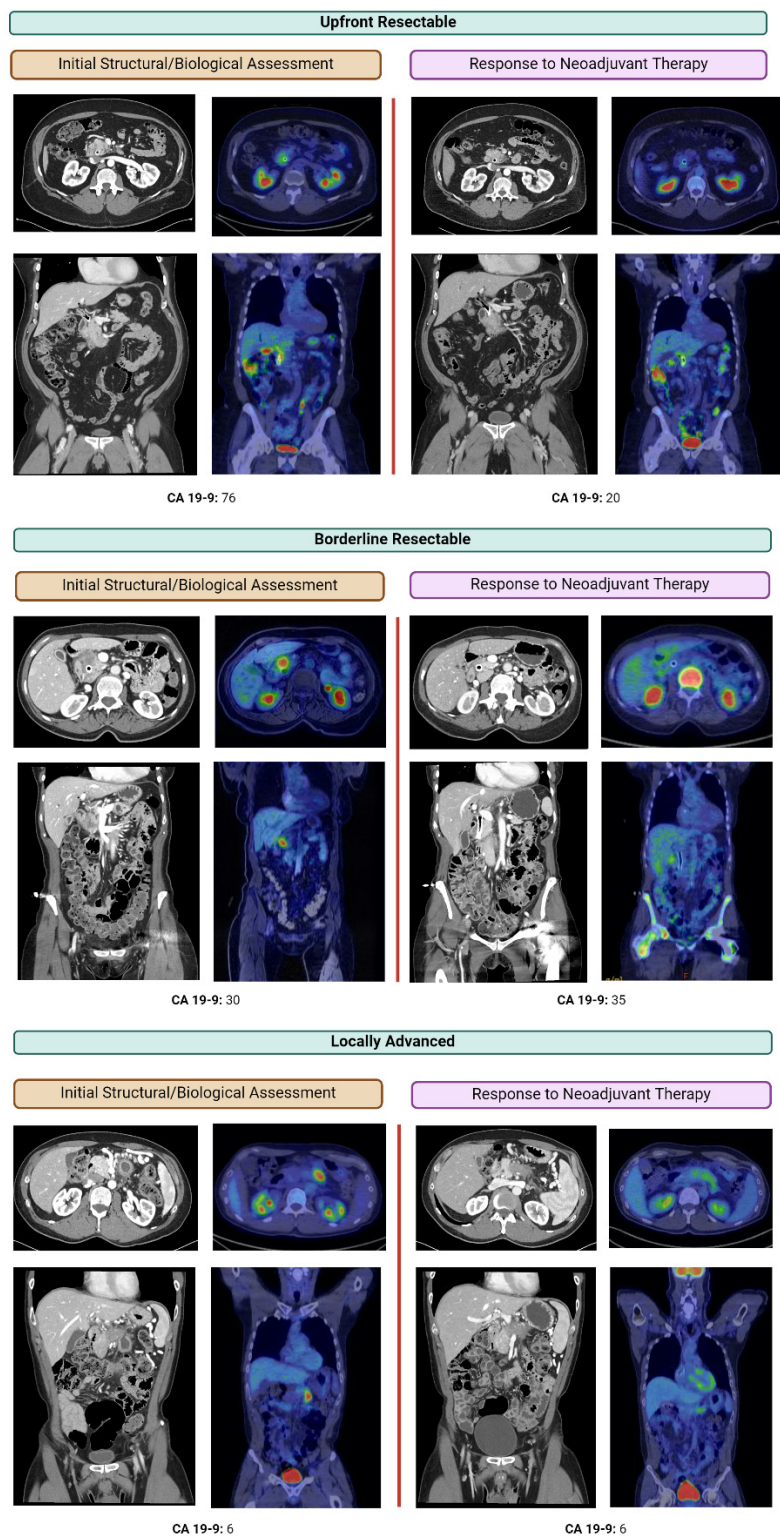 Upfront Resectable
Initial Structural/Biological Assessment
Response to Neoadjuvant Therapy
CA 19-9: 76
CA 19-9: 20
Borderline Resectable
Initial Structural/Biological Assessment
Response to Neoadjuvant Therapy
CA 19-9: 30
CA 19-9: 35
Locally Advanced
Initial Structural/Biological Assessment
Response to Neoadjuvant Therapy
CA 19-9: 6
CA 19-9: 6